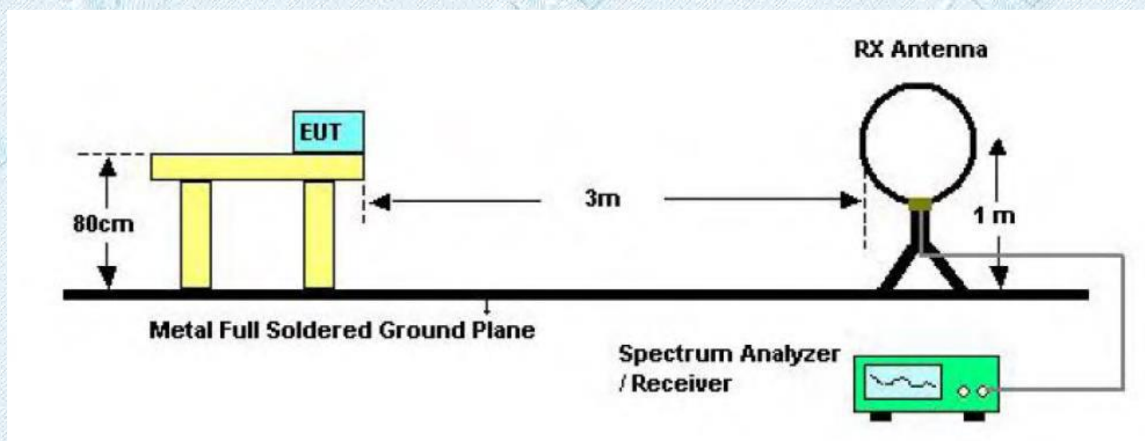 RX Antenna
EUT
3m
80cm
1 m
Metal Full Soldered Ground Plane
Spectrum Analyzer
/ Receiver